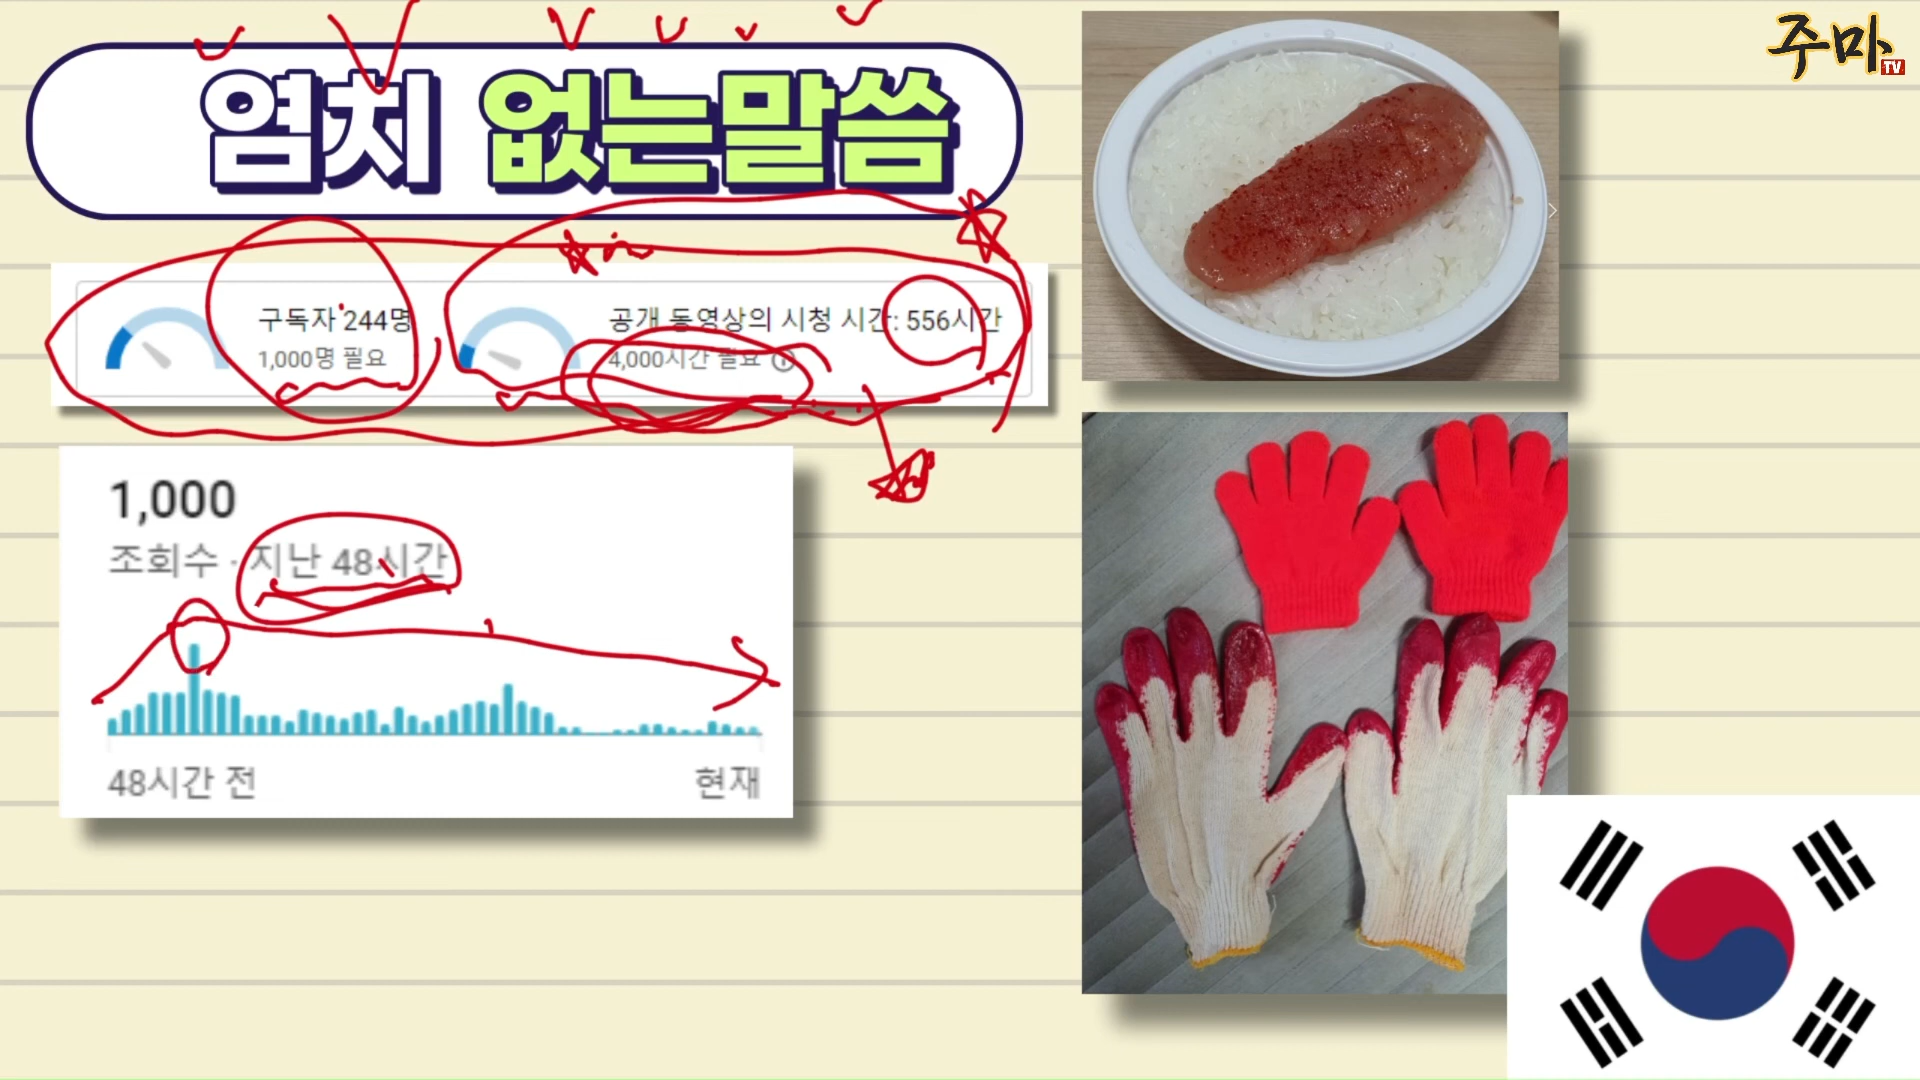 염치 없는말씀
주마
TV
구독자 244명
1,000명 필요
공개 동영상의 시청 시간: 556시간
4,000시간 필요
1,000
조회수 · 지난 48시간
48시간 전
현재